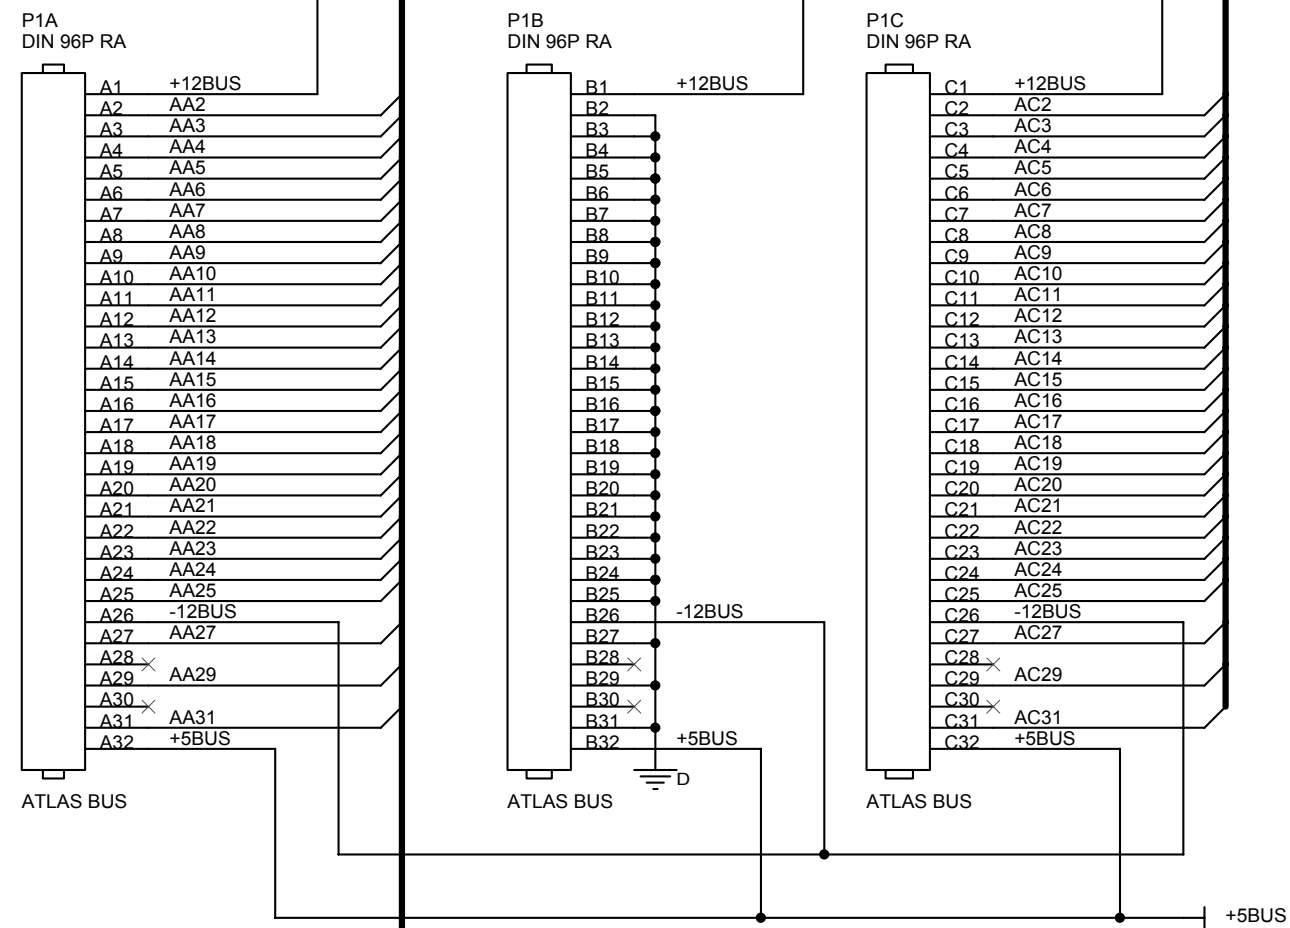 P1A
DIN 96P RA
A1 +12BUS
A2 AA2
A3 AA3
A4 AA4
A5 AA5
A6 AA6
A7 AA7
A8 AA8
A9 AA9
A10 AA10
A11 AA11
A12 AA12
A13 AA13
A14 AA14
A15 AA15
A16 AA16
A17 AA17
A18 AA18
A19 AA19
A20 AA20
A21 AA21
A22 AA22
A23 AA23
A24 AA24
A25 AA25
A26 -12BUS
A27 AA27
A28
A29 AA29
A30
A31 AA31
A32 +5BUS
ATLAS BUS
P1B
DIN 96P RA
B1 +12BUS
B2
B3
B4
B5
B6
B7
B8
B9
B10
B11
B12
B13
B14
B15
B16
B17
B18
B19
B20
B21
B22
B23
B24
B25
B26 -12BUS
B27
B28
B29
B30
B31
B32 +5BUS
D
ATLAS BUS
P1C
DIN 96P RA
C1 +12BUS
C2 AC2
C3 AC3
C4 AC4
C5 AC5
C6 AC6
C7 AC7
C8 AC8
C9 AC9
C10 AC10
C11 AC11
C12 AC12
C13 AC13
C14 AC14
C15 AC15
C16 AC16
C17 AC17
C18 AC18
C19 AC19
C20 AC20
C21 AC21
C22 AC22
C23 AC23
C24 AC24
C25 AC25
C26 -12BUS
C27 AC27
C28
C29 AC29
C30
C31 AC31
C32 +5BUS
ATLAS BUS
+5BUS